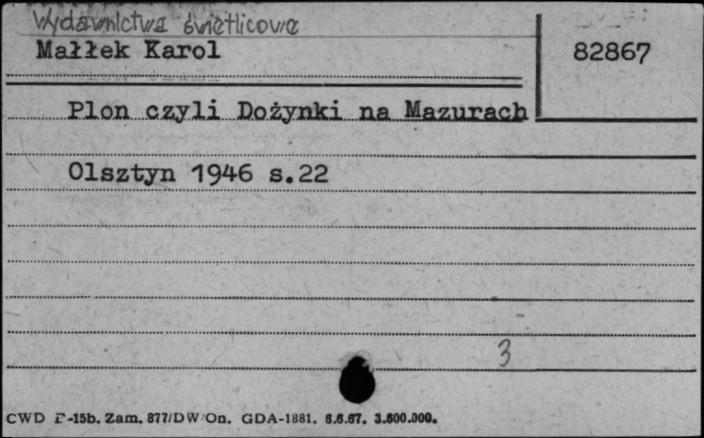 Wydawnictwa świetlicowe
Małłek Karol
82867
Plon czyli Dożynki na Mazurach
Olsztyn 1946 s.22
3
CWD F-15b. Zam. 877/DW/On. GDA-1881. 6.6.67. 3.600.000.